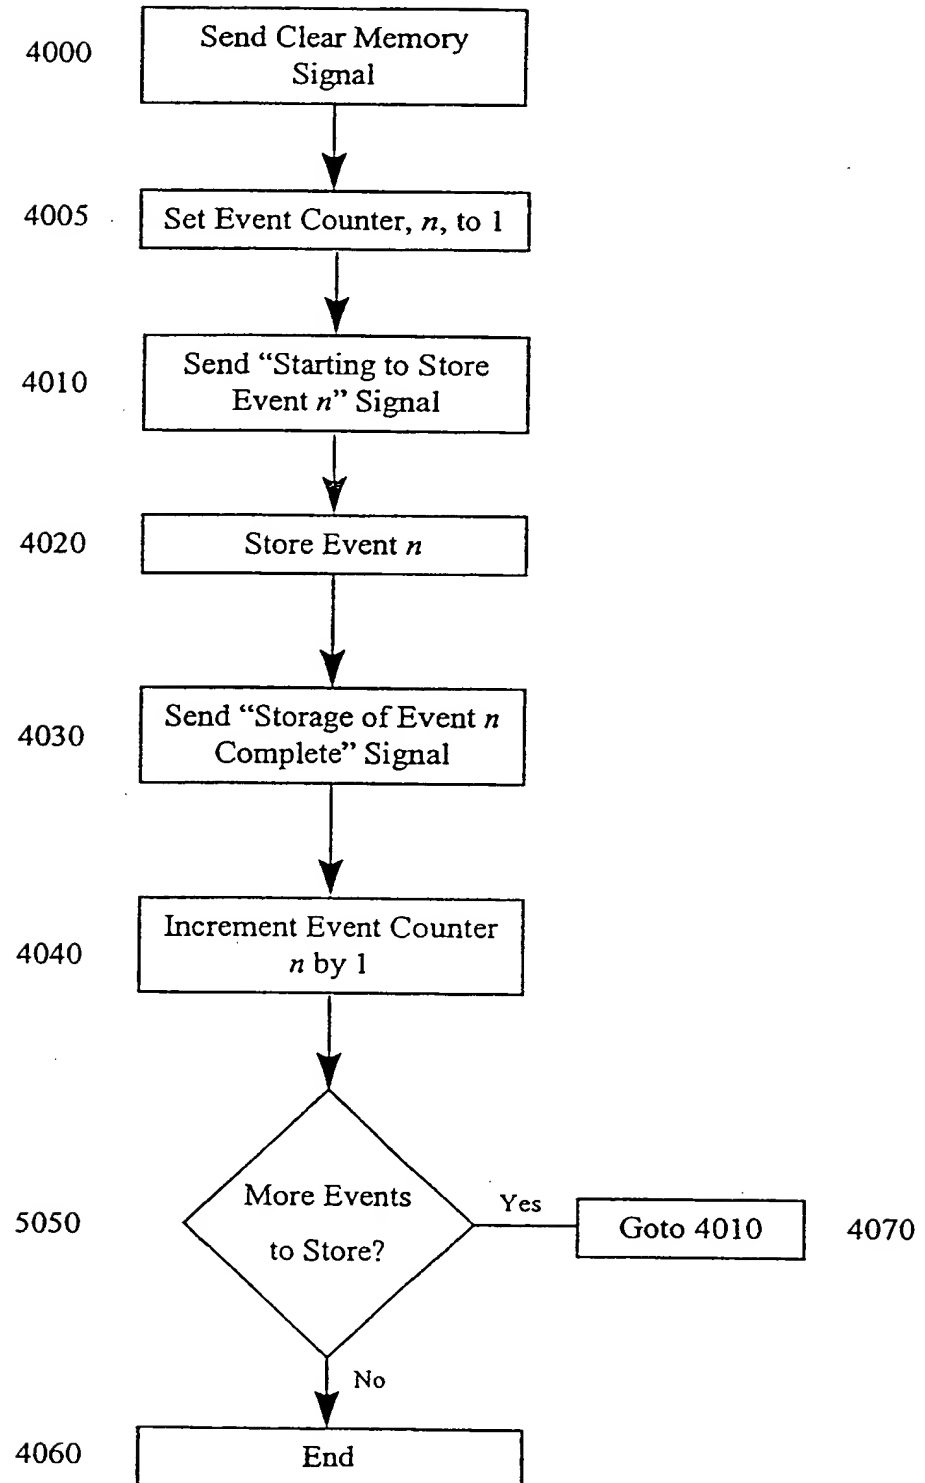 4000
Send Clear Memory
Signal
4005
Set Event Counter, n, to 1
4010
Send “Starting to Store
Event n” Signal
4020
Store Event n
4030
Send “Storage of Event n
Complete” Signal
4040
Increment Event Counter
n by 1
5050
More Events
to Store?
Yes
Goto 4010
4070
No
4060
End